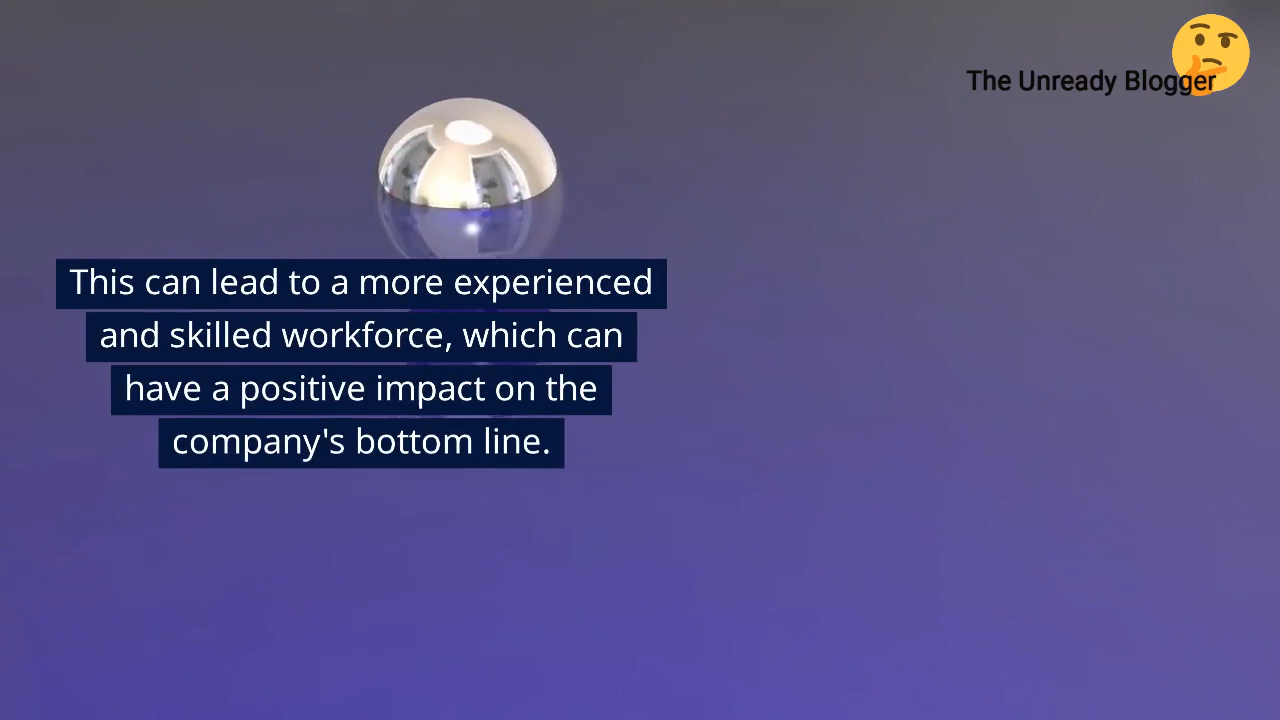 The Unready Blogger
This can lead to a more experienced
and skilled workforce, which can
have a positive impact on the
company's bottom line.